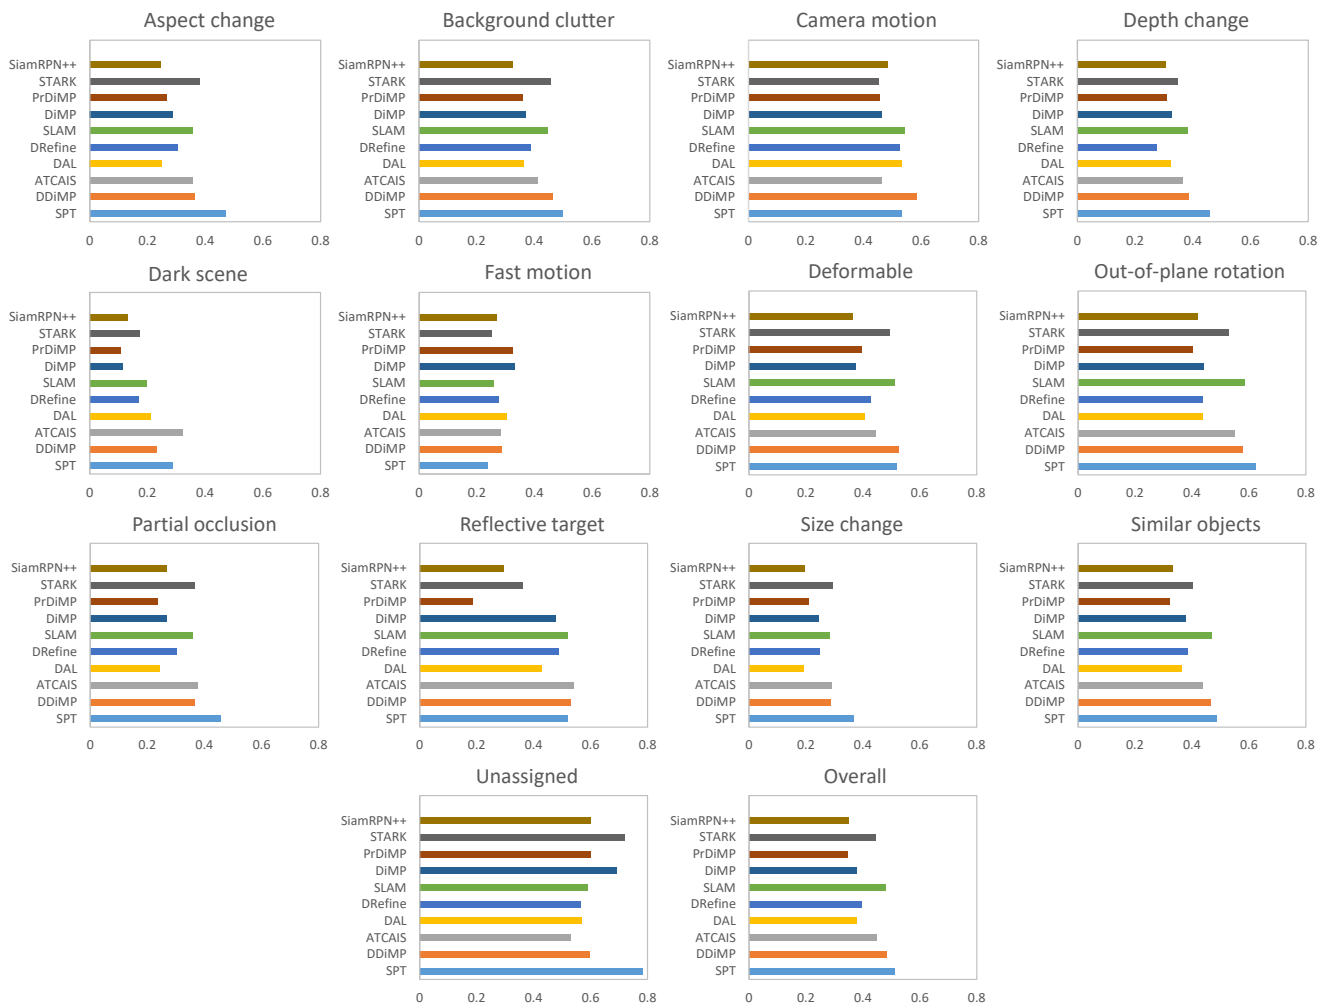 Aspect change
SiamRPN++
STARK
PrDiMP
DiMP
SLAM
DRefine
DAL
ATCAIS
DDiMP
SPT
0 0.2 0.4 0.6 0.8
Background clutter
SiamRPN++
STARK
PrDiMP
DiMP
SLAM
DRefine
DAL
ATCAIS
DDiMP
SPT
0 0.2 0.4 0.6 0.8
Camera motion
SiamRPN++
STARK
PrDiMP
DiMP
SLAM
DRefine
DAL
ATCAIS
DDiMP
SPT
0 0.2 0.4 0.6 0.8
Depth change
SiamRPN++
STARK
PrDiMP
DiMP
SLAM
DRefine
DAL
ATCAIS
DDiMP
SPT
0 0.2 0.4 0.6 0.8
Dark scene
SiamRPN++
STARK
PrDiMP
DiMP
SLAM
DRefine
DAL
ATCAIS
DDiMP
SPT
0 0.2 0.4 0.6 0.8
Fast motion
SiamRPN++
STARK
PrDiMP
DiMP
SLAM
DRefine
DAL
ATCAIS
DDiMP
SPT
0 0.2 0.4 0.6 0.8
Deformable
SiamRPN++
STARK
PrDiMP
DiMP
SLAM
DRefine
DAL
ATCAIS
DDiMP
SPT
0 0.2 0.4 0.6 0.8
Out-of-plane rotation
SiamRPN++
STARK
PrDiMP
DiMP
SLAM
DRefine
DAL
ATCAIS
DDiMP
SPT
0 0.2 0.4 0.6 0.8
Partial occlusion
SiamRPN++
STARK
PrDiMP
DiMP
SLAM
DRefine
DAL
ATCAIS
DDiMP
SPT
0 0.2 0.4 0.6 0.8
Reflective target
SiamRPN++
STARK
PrDiMP
DiMP
SLAM
DRefine
DAL
ATCAIS
DDiMP
SPT
0 0.2 0.4 0.6 0.8
Size change
SiamRPN++
STARK
PrDiMP
DiMP
SLAM
DRefine
DAL
ATCAIS
DDiMP
SPT
0 0.2 0.4 0.6 0.8
Similar objects
SiamRPN++
STARK
PrDiMP
DiMP
SLAM
DRefine
DAL
ATCAIS
DDiMP
SPT
0 0.2 0.4 0.6 0.8
Unassigned
SiamRPN++
STARK
PrDiMP
DiMP
SLAM
DRefine
DAL
ATCAIS
DDiMP
SPT
0 0.2 0.4 0.6 0.8
Overall
SiamRPN++
STARK
PrDiMP
DiMP
SLAM
DRefine
DAL
ATCAIS
DDiMP
SPT
0 0.2 0.4 0.6 0.8